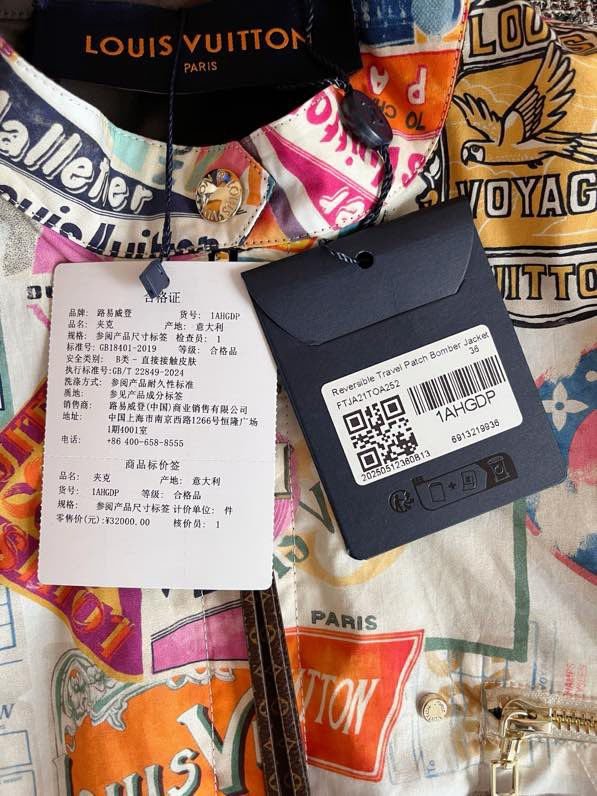 LOUIS VUITTON
PARIS
LOU
VOYAG
VUITTO
合格证
品牌: 路易威登 货号: 1AHGDP
品名: 夹克 产地: 意大利
规格: 参阅产品尺寸标签 检查员: 1
标准号: GB18401-2019 等级: 合格品
安全类别: B类 - 直接接触皮肤
执行标准号:GB/T 22849-2024
洗涤方式: 参阅产品耐久性标准
质地: 参见产品成分标签
销售商: 路易威登(中国)商业销售有限公司
地址: 中国上海市南京西路1266号恒隆广场
1期4001室
电话: +86 400-658-8555
商品标价签
品名: 夹克 产地: 意大利
货号: 1AHGDP 等级: 合格品
规格: 参阅产品尺寸标签 计价单位: 件
零售价(元):¥32000.00 核价员: 1
Reversible Travel Patch Bomber Jacket
36
FTJA21TOA252
1AHGDP
6913219936
20250512360B13
PARIS